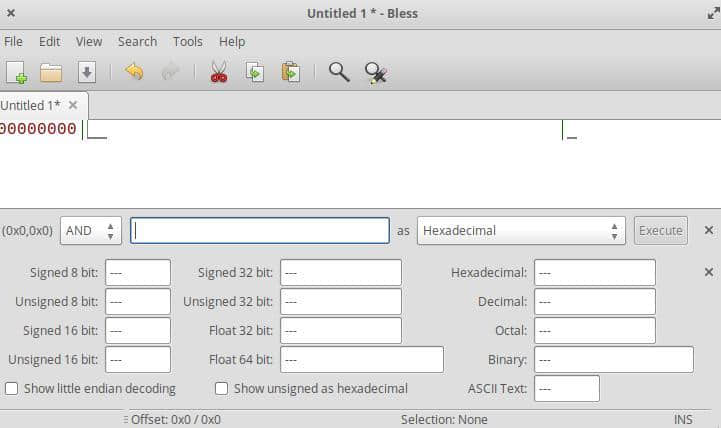 Untitled 1 * - Bless
File Edit View Search Tools Help
Untitled 1*
00000000
(0x0,0x0) AND as Hexadecimal Execute
Signed 8 bit: --- Signed 32 bit: --- Hexadecimal: ---
Unsigned 8 bit: --- Unsigned 32 bit: --- Decimal: ---
Signed 16 bit: --- Float 32 bit: --- Octal: ---
Unsigned 16 bit: --- Float 64 bit: --- Binary: ---
Show little endian decoding Show unsigned as hexadecimal ASCII Text: ---
Offset: 0x0 / 0x0 Selection: None INS